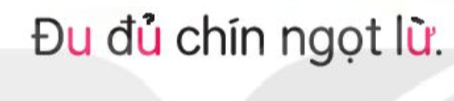 Đu đủ chín ngọt lừ.